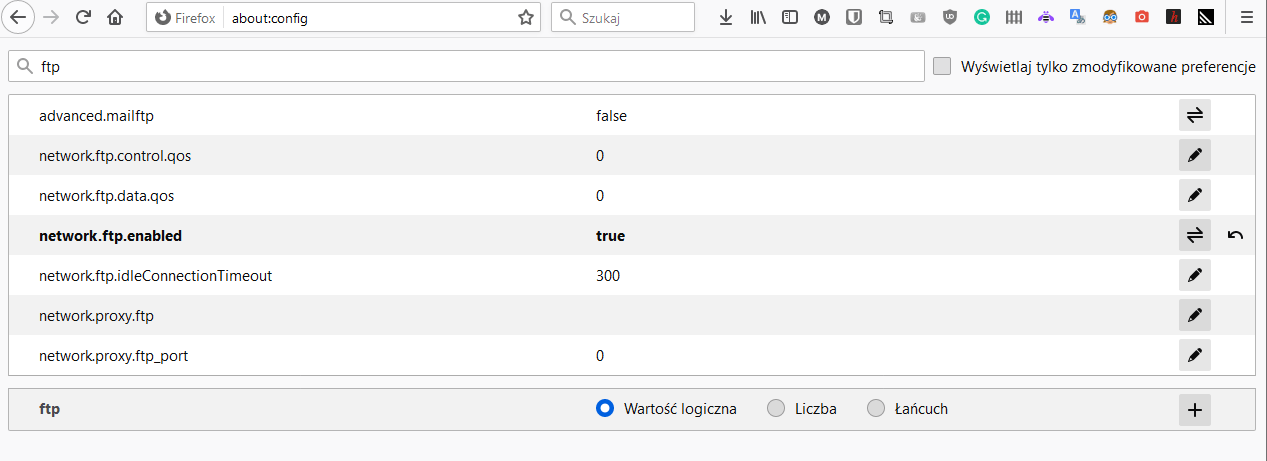 Firefox about:config Szukaj
ftp Wyświetlaj tylko zmodyfikowane preferencje
advanced.mailftp false
network.ftp.control.qos 0
network.ftp.data.qos 0
network.ftp.enabled true
network.ftp.idleConnectionTimeout 300
network.proxy.ftp
network.proxy.ftp_port 0
ftp Wartość logiczna Liczba Łańcuch